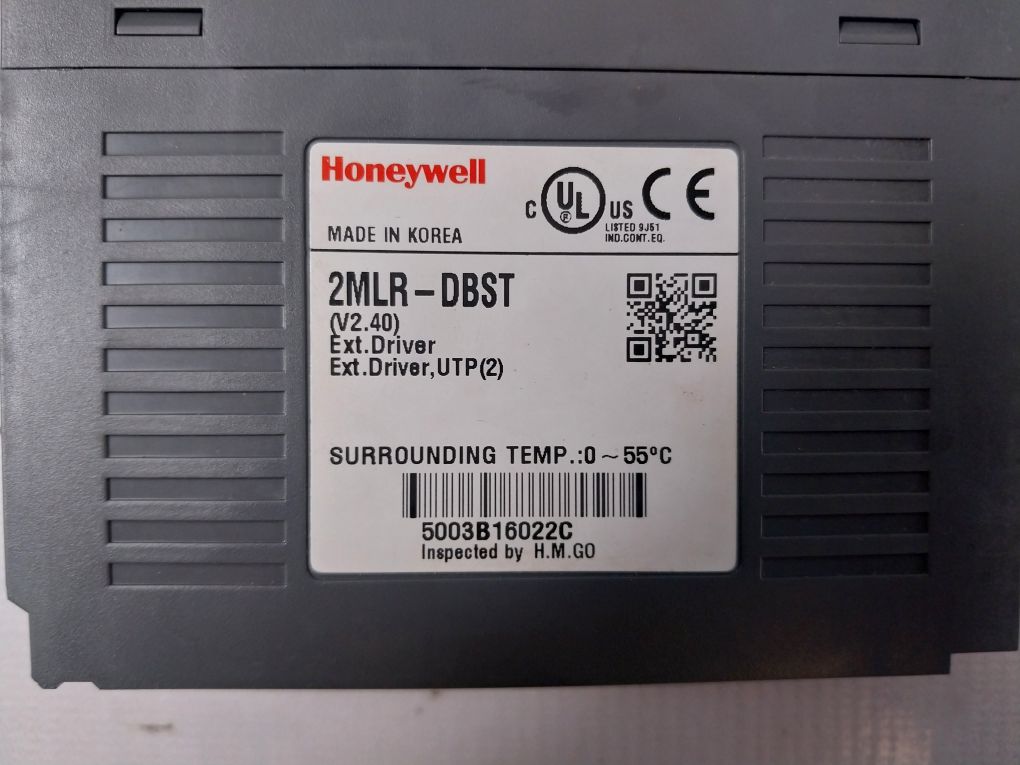 Honeywell
C UL US CE
LISTED 9J51
IND.CONT.EQ.
MADE IN KOREA
2MLR-DBST
(V2.40)
Ext.Driver
Ext.Driver,UTP(2)
SURROUNDING TEMP.:0~55°C
5003B16022C
Inspected by H.M.GO